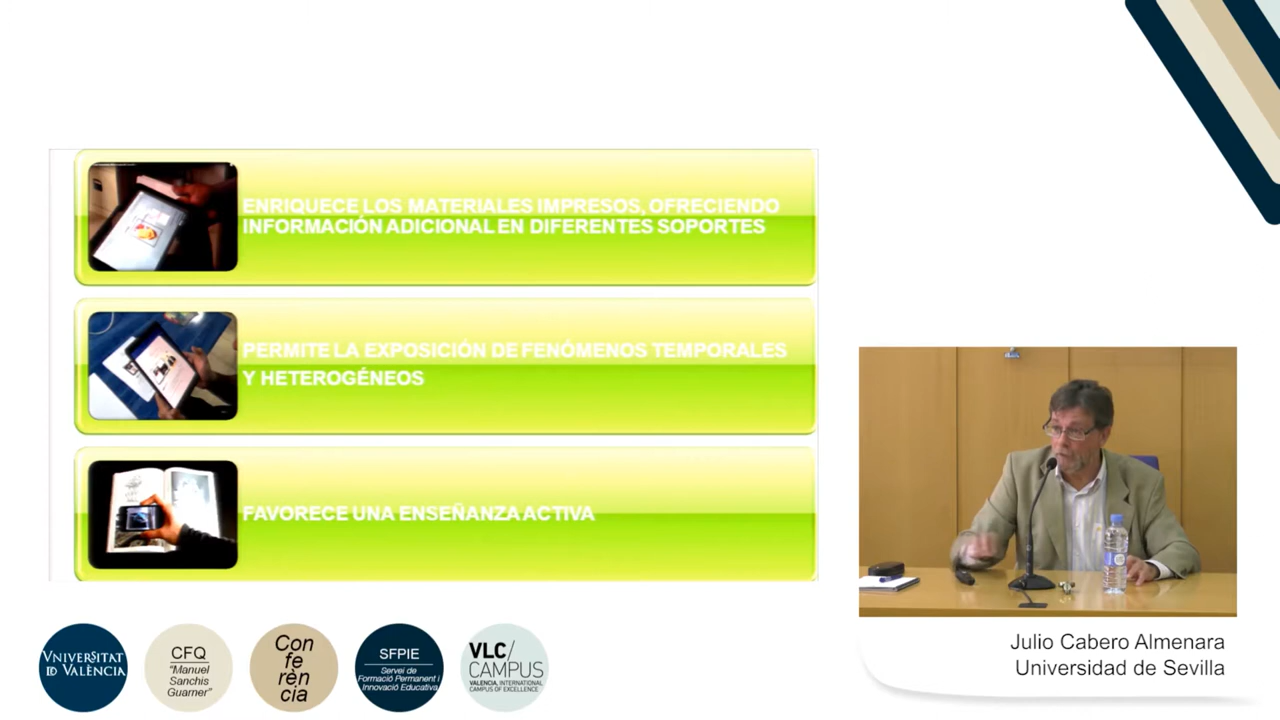 ENRIQUECE LOS MATERIALES IMPRESOS, OFRECIENDO
INFORMACIÓN ADICIONAL EN DIFERENTES SOPORTES
PERMITE LA EXPOSICIÓN DE FENÓMENOS TEMPORALES
Y HETEROGÉNEOS
FAVORECE UNA ENSEÑANZA ACTIVA
Julio Cabero Almenara
Universidad de Sevilla
VNIVERSITAT
ID VALÈNCIA
CFQ
"Manuel
Sanchis
Guarner"
Con
fe
rèn
cia
SFPIE
Servei de
Formació Permanent i
Innovació Educativa
VLC/
CAMPUS
VALENCIA, INTERNATIONAL
CAMPUS OF EXCELLENCE